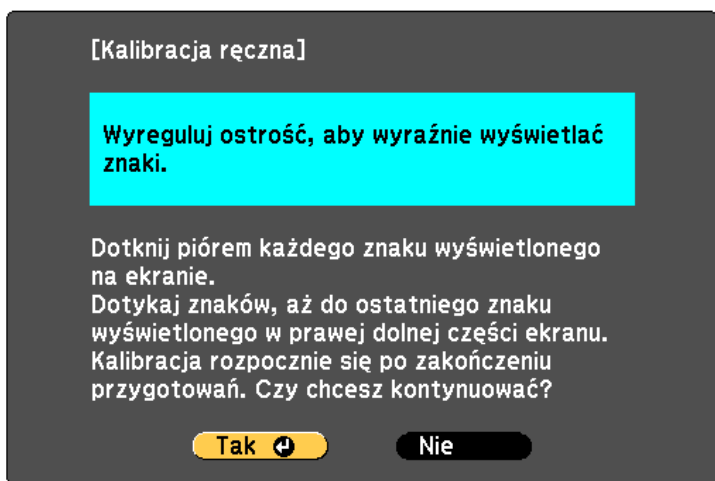 [Kalibracja ręczna]
Wyreguluj ostrość, aby wyraźnie wyświetlać
znaki.
Dotknij piórem każdego znaku wyświetlonego
na ekranie.
Dotykaj znaków, aż do ostatniego znaku
wyświetlonego w prawej dolnej części ekranu.
Kalibracja rozpocznie się po zakończeniu
przygotowań. Czy chcesz kontynuować?
Tak Nie